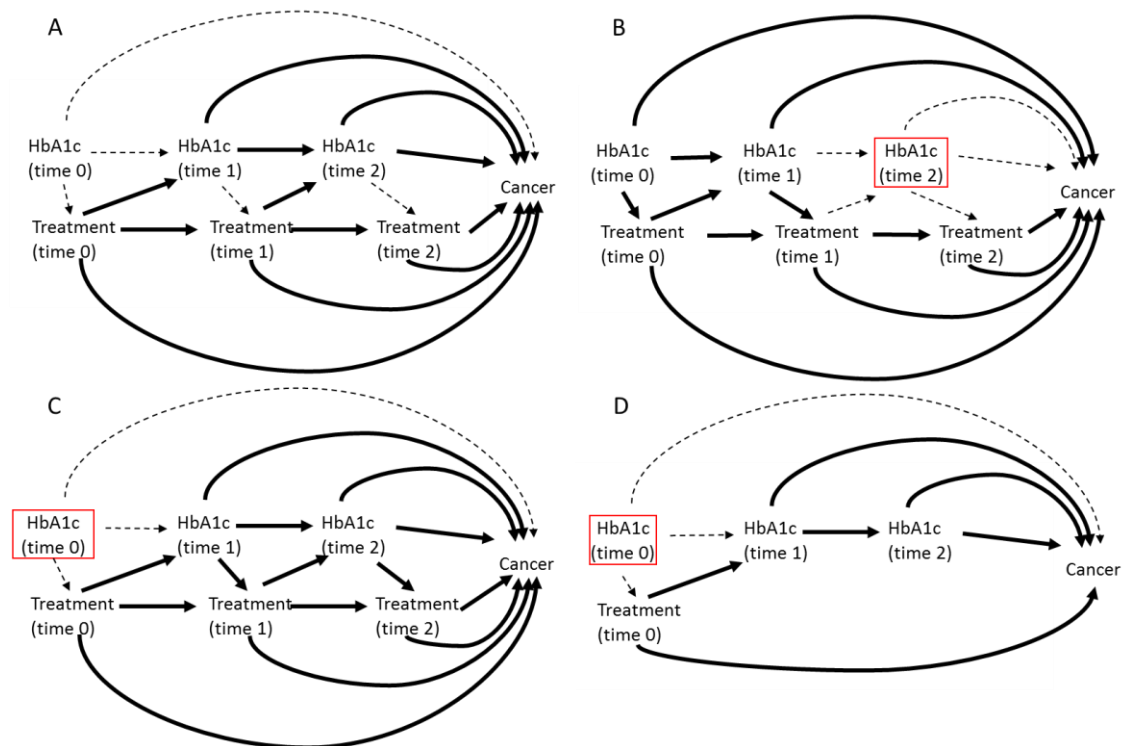 A
HbA1c
(time 0)
HbA1c
(time 1)
HbA1c
(time 2)
Cancer
Treatment
(time 0)
Treatment
(time 1)
Treatment
(time 2)
B
HbA1c
(time 0)
HbA1c
(time 1)
HbA1c
(time 2)
Cancer
Treatment
(time 0)
Treatment
(time 1)
Treatment
(time 2)
C
HbA1c
(time 0)
HbA1c
(time 1)
HbA1c
(time 2)
Cancer
Treatment
(time 0)
Treatment
(time 1)
Treatment
(time 2)
D
HbA1c
(time 0)
HbA1c
(time 1)
HbA1c
(time 2)
Cancer
Treatment
(time 0)